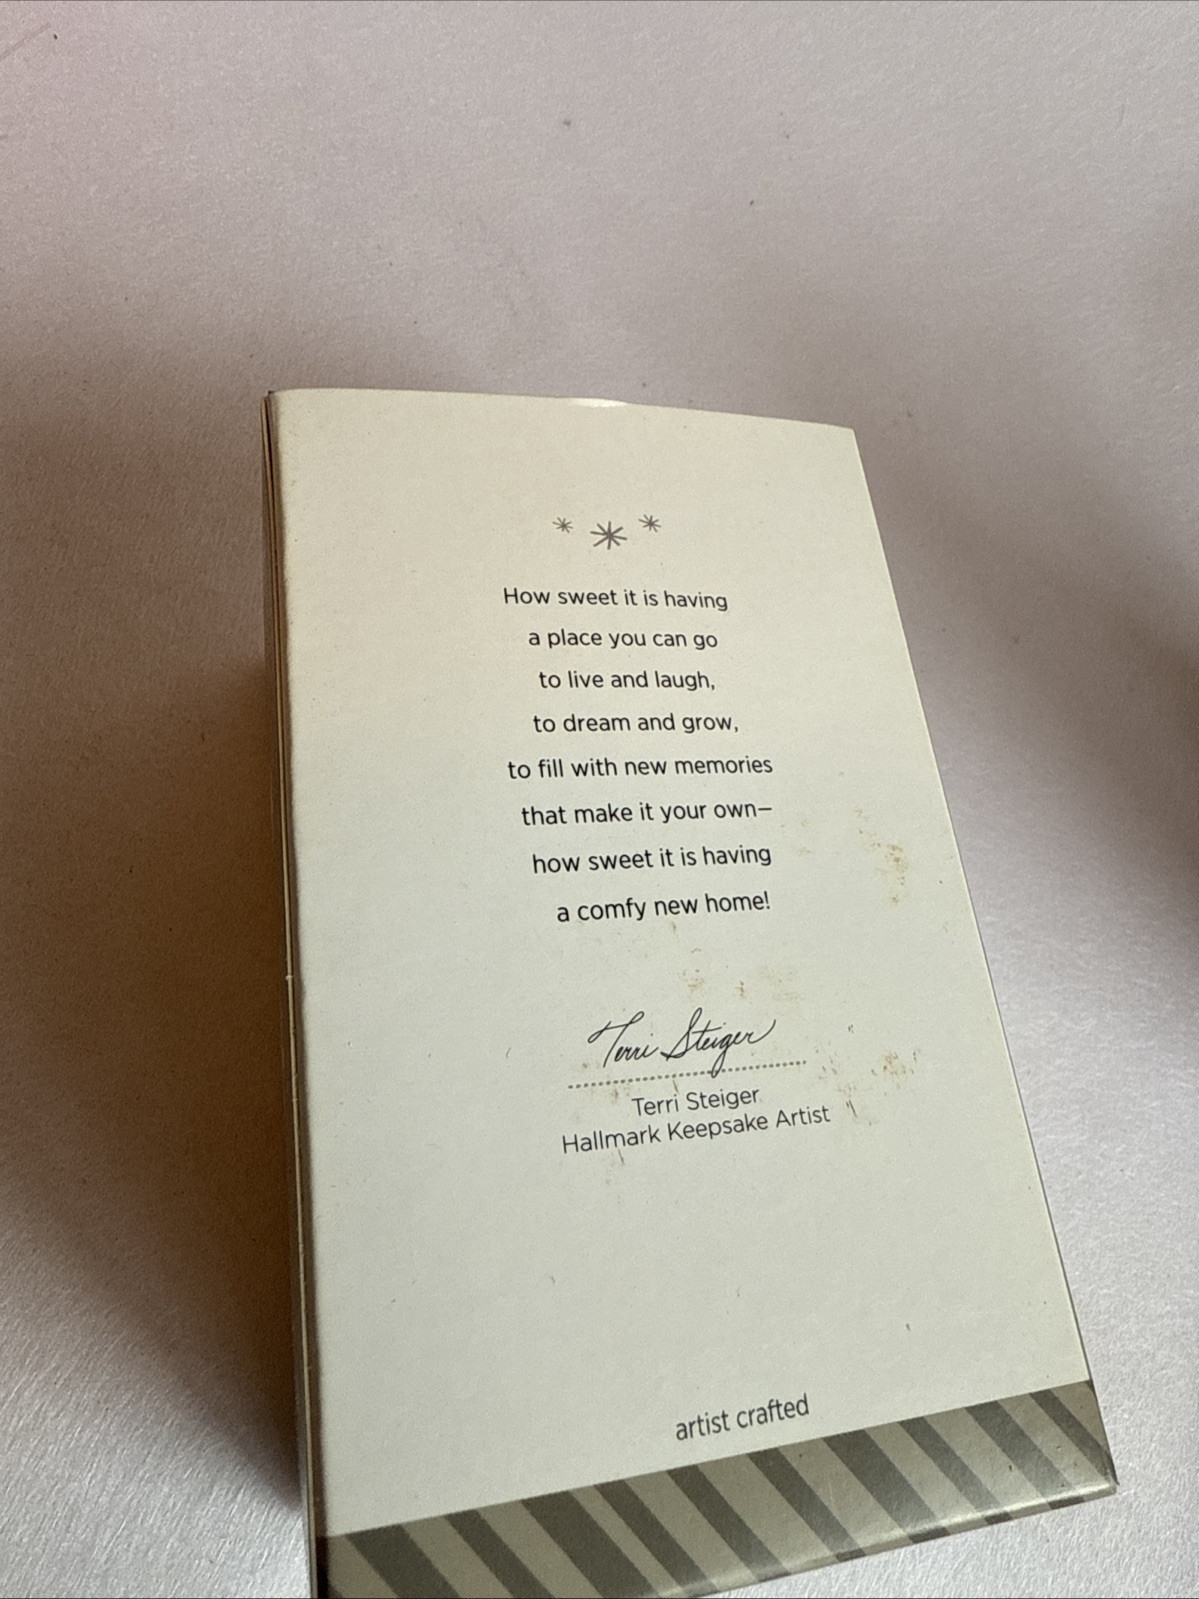 How sweet it is having
a place you can go
to live and laugh,
to dream and grow,
to fill with new memories
that make it your own—
how sweet it is having
a comfy new home!
Terri Steiger
Terri Steiger
Hallmark Keepsake Artist
artist crafted